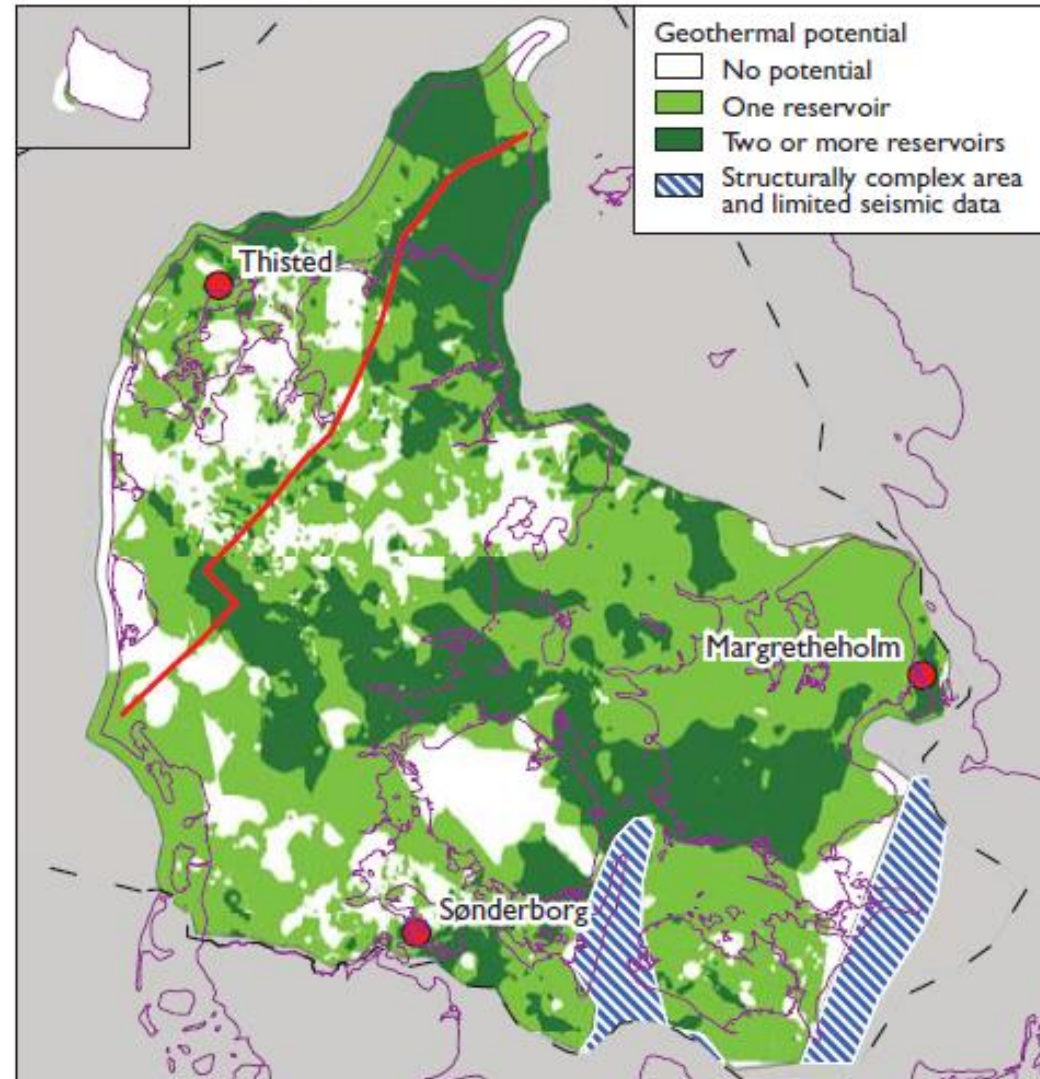 Geothermal potential
No potential
One reservoir
Two or more reservoirs
Structurally complex area
and limited seismic data
Thisted
Margretheholm
Sønderborg